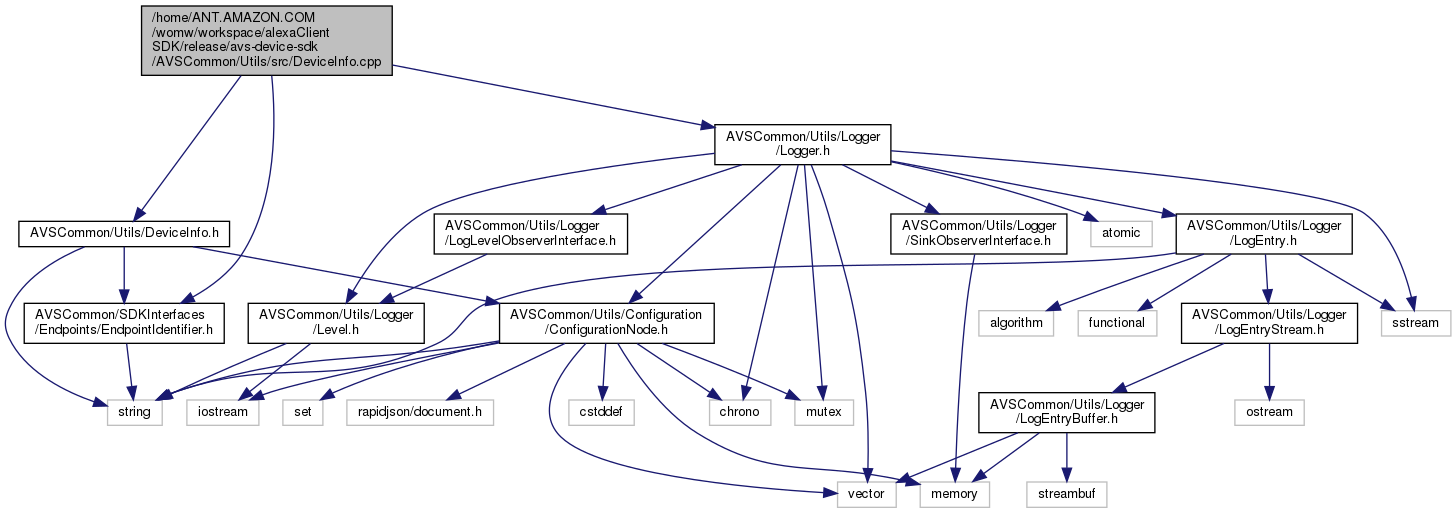 /home/ANT.AMAZON.COM
/womw/workspace/alexaClient
SDK/release/avs-device-sdk
/AVSCommon/Utils/src/DeviceInfo.cpp
AVSCommon/Utils/Logger
/Logger.h
AVSCommon/Utils/DeviceInfo.h
AVSCommon/Utils/Logger
/LogLevelObserverInterface.h
AVSCommon/Utils/Logger
/SinkObserverInterface.h
atomic
AVSCommon/Utils/Logger
/LogEntry.h
AVSCommon/SDKInterfaces
/Endpoints/EndpointIdentifier.h
AVSCommon/Utils/Logger
/Level.h
AVSCommon/Utils/Configuration
/ConfigurationNode.h
algorithm
functional
AVSCommon/Utils/Logger
/LogEntryStream.h
sstream
string
iostream
set
rapidjson/document.h
cstddef
chrono
mutex
AVSCommon/Utils/Logger
/LogEntryBuffer.h
ostream
vector
memory
streambuf